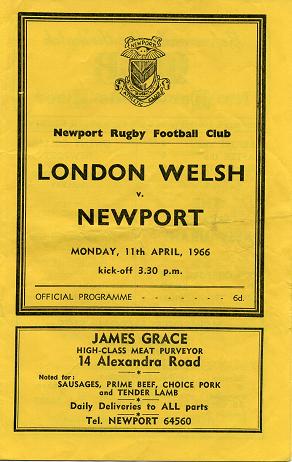 NEWPORT
ATHLETIC CLUB
Newport Rugby Football Club
LONDON WELSH
v.
NEWPORT
MONDAY, 11th APRIL, 1966
kick-off 3.30 p.m.
OFFICIAL PROGRAMME - - - - - - - 6d.
JAMES GRACE
HIGH-CLASS MEAT PURVEYOR
14 Alexandra Road
Noted for:
SAUSAGES, PRIME BEEF, CHOICE PORK
and TENDER LAMB
Daily Deliveries to ALL parts
Tel. NEWPORT 64560